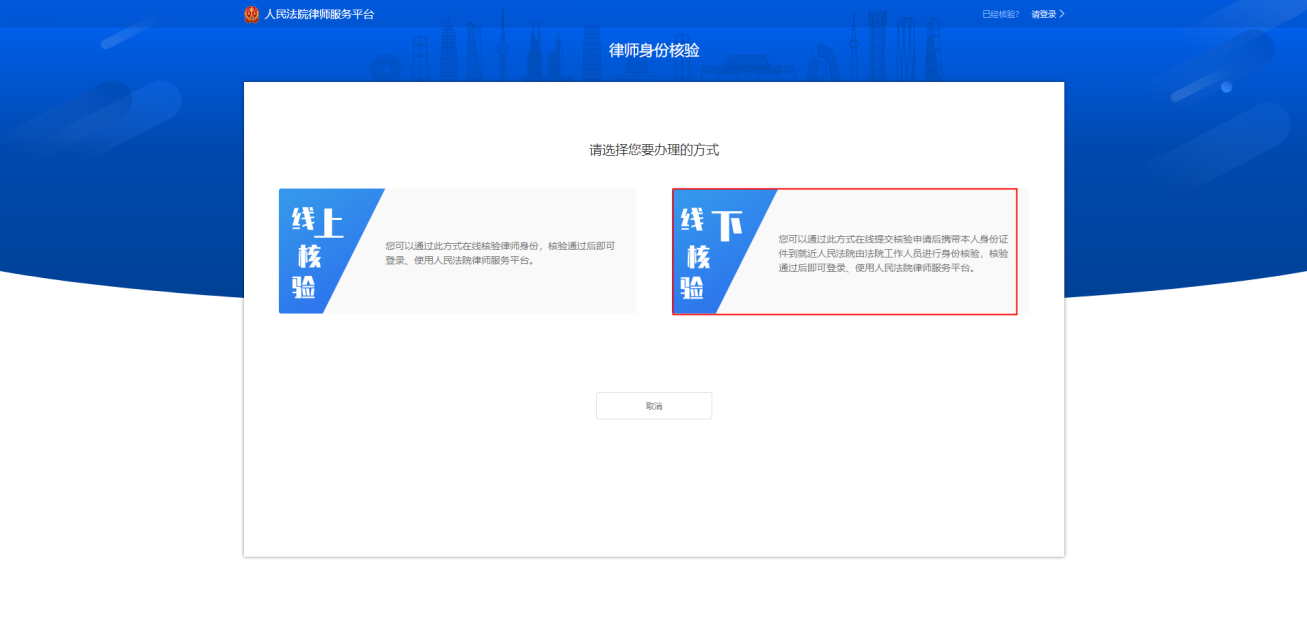 人民法院律师服务平台
已经核验? 请登录
律师身份核验
请选择您要办理的方式
线上核验
您可以通过此方式在线核验律师身份，核验通过后即可
登录、使用人民法院律师服务平台。
线下核验
您可以通过此方式在线提交核验申请后携带本人身份证
件到就近人民法院由法院工作人员进行身份核验，核验
通过后即可登录、使用人民法院律师服务平台。
取消